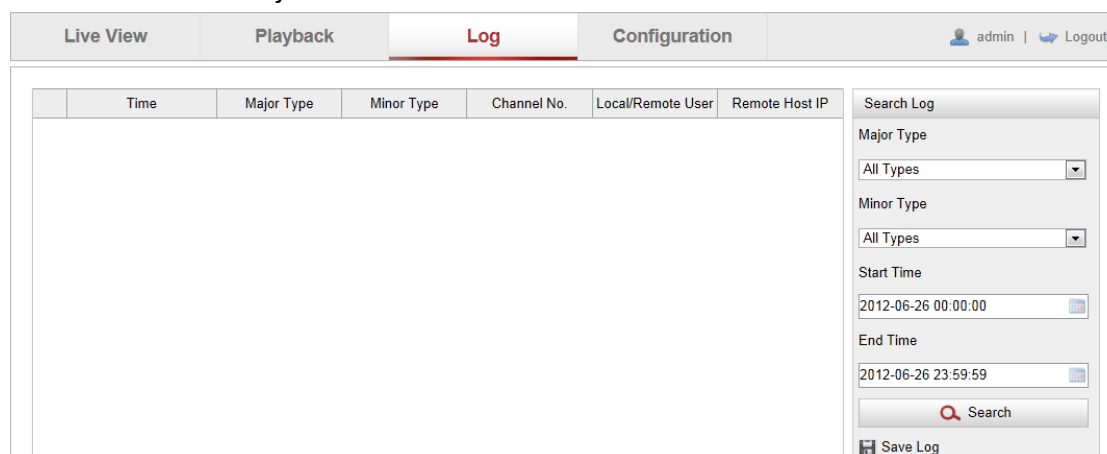 Live View Playback Log Configuration admin | Logout
Time Major Type Minor Type Channel No. Local/Remote User Remote Host IP
Search Log
Major Type
All Types
Minor Type
All Types
Start Time
2012-06-26 00:00:00
End Time
2012-06-26 23:59:59
Search
Save Log